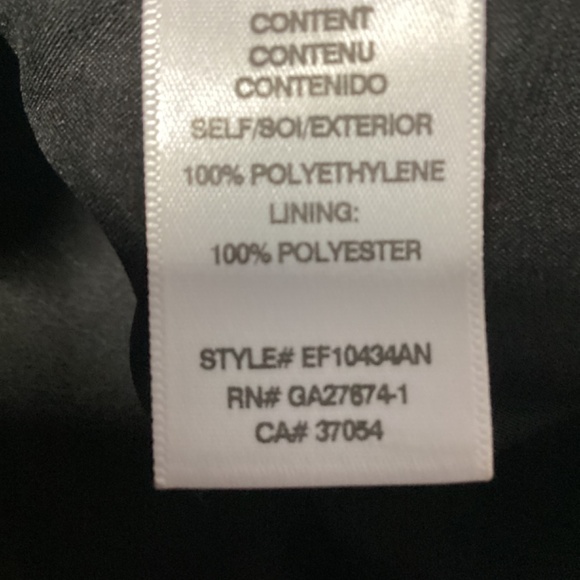 CONTENT
CONTENU
CONTENIDO
SELF/SOI/EXTERIOR
100% POLYETHYLENE
LINING:
100% POLYESTER
STYLE# EF10434AN
RN# GA27674-1
CA# 37054